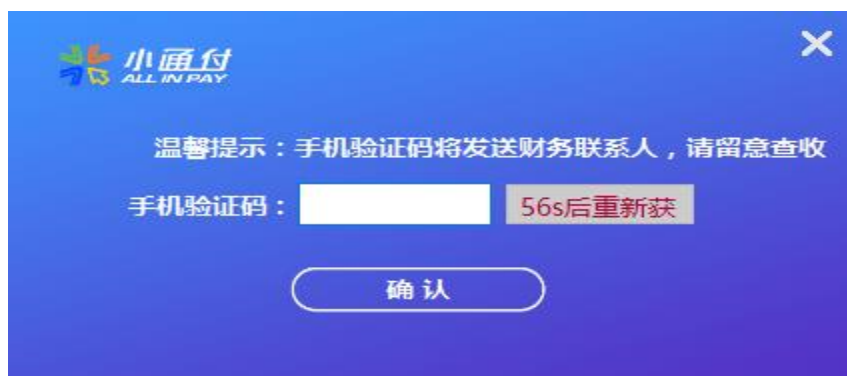 小通付
ALL IN PAY
温馨提示：手机验证码将发送财务联系人，请留意查收
手机验证码：
56s后重新获
确认